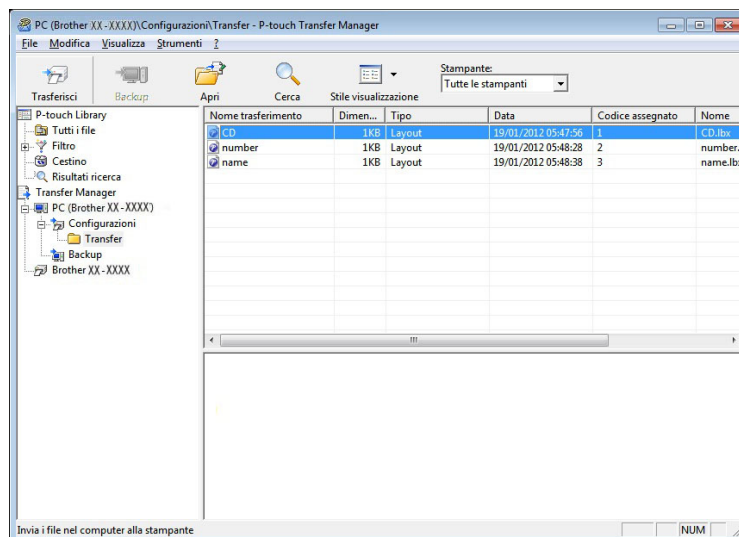 PC (Brother XX-XXXX)\Configurazioni\Transfer - P-touch Transfer Manager
File Modifica Visualizza Strumenti ?
Trasferisci Backup Apri Cerca Stile visualizzazione Stampante: Tutte le stampanti
P-touch Library
Tutti i file
Filtro
Cestino
Risultati ricerca
Transfer Manager
PC (Brother XX-XXXX)
Configurazioni
Transfer
Backup
Brother XX-XXXX
Nome trasferimento Dimen... Tipo Data Codice assegnato Nome
CD 1KB Layout 19/01/2012 05:47:56 1 CD.lbx
number 1KB Layout 19/01/2012 05:48:28 2 number.
name 1KB Layout 19/01/2012 05:48:38 3 name.lb
Invia i file nel computer alla stampante NUM